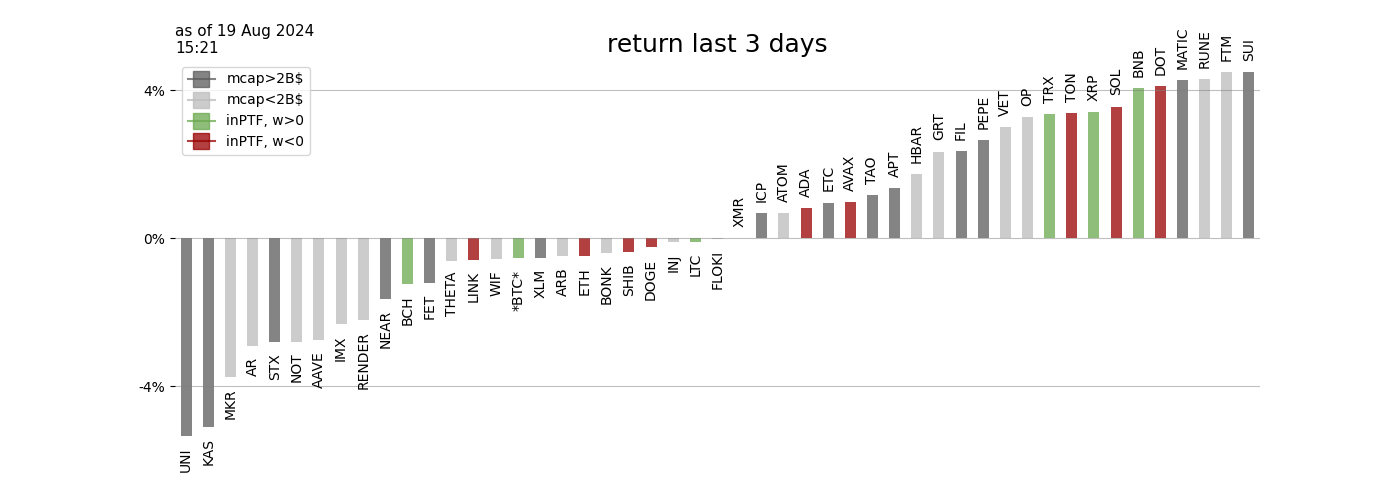 as of 19 Aug 2024
15:21
return last 3 days
mcap>2B$
mcap<2B$
inPTF, w>0
inPTF, w<0
4%
0%
-4%
UNI
KAS
MKR
AR
STX
NOT
AAVE
IMX
RENDER
NEAR
BCH
FET
THETA
LINK
WIF
*BTC*
XLM
ARB
ETH
BONK
SHIB
DOGE
INJ
LTC
FLOKI
XMR
ICP
ATOM
ADA
ETC
AVAX
TAO
APT
HBAR
GRT
FIL
PEPE
VET
OP
TRX
TON
XRP
SOL
BNB
DOT
MATIC
RUNE
FTM
SUI